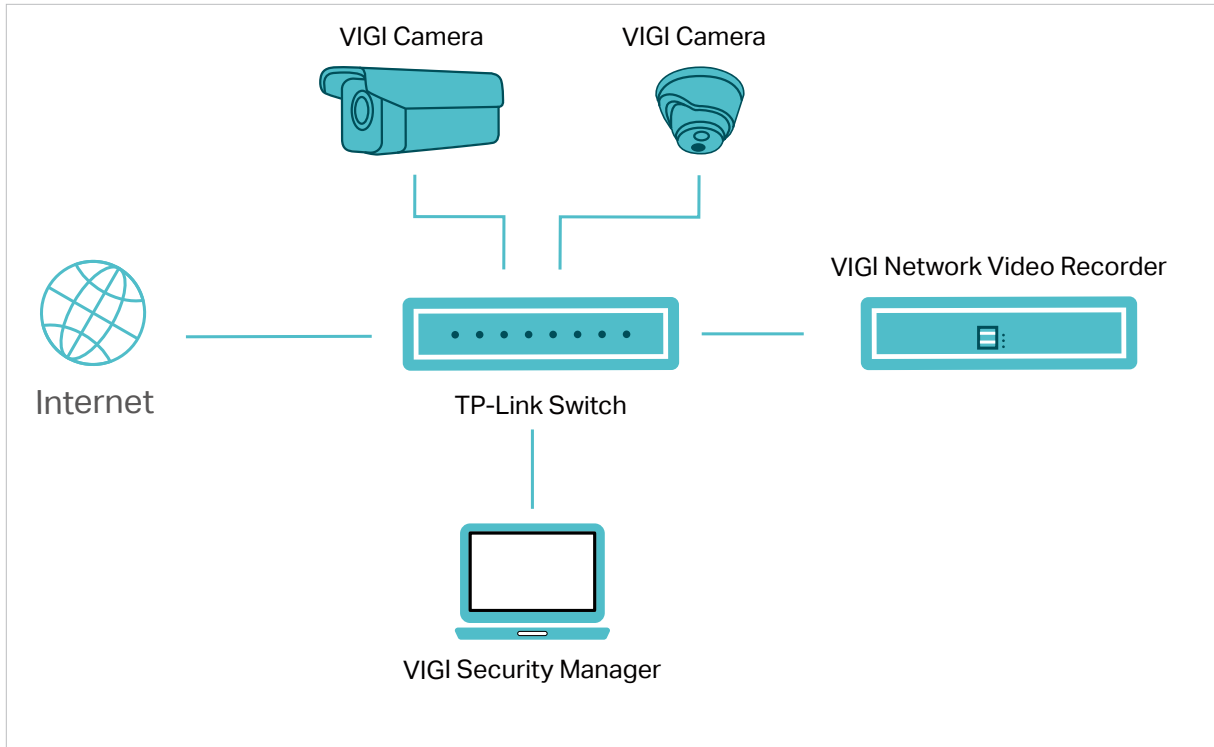 VIGI Camera
VIGI Camera
VIGI Network Video Recorder
Internet
TP-Link Switch
VIGI Security Manager